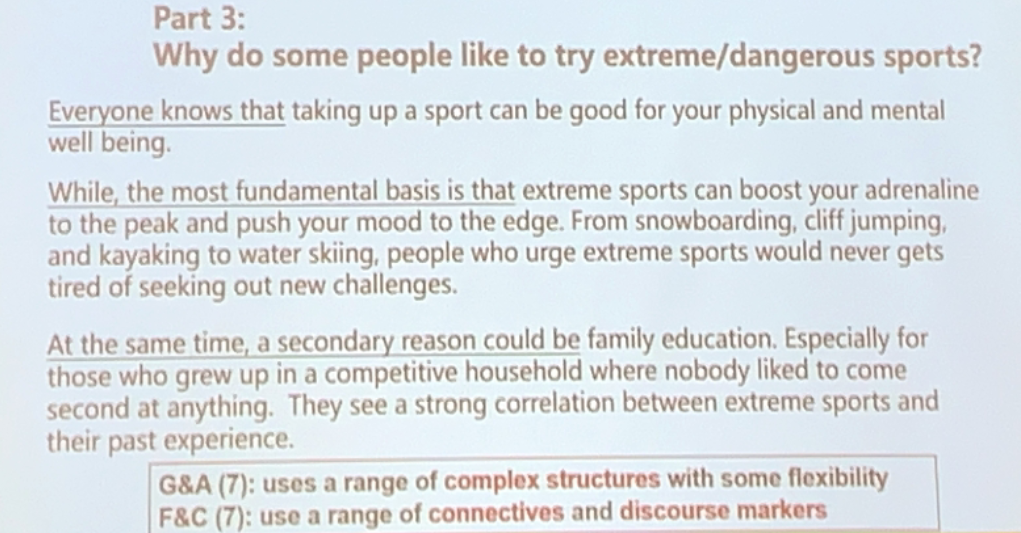 Part 3:
Why do some people like to try extreme/dangerous sports?
Everyone knows that taking up a sport can be good for your physical and mental
well being.
While, the most fundamental basis is that extreme sports can boost your adrenaline
to the peak and push your mood to the edge. From snowboarding, cliff jumping,
and kayaking to water skiing, people who urge extreme sports would never gets
tired of seeking out new challenges.
At the same time, a secondary reason could be family education. Especially for
those who grew up in a competitive household where nobody liked to come
second at anything. They see a strong correlation between extreme sports and
their past experience.
G&A (7): uses a range of complex structures with some flexibility
F&C (7): use a range of connectives and discourse markers